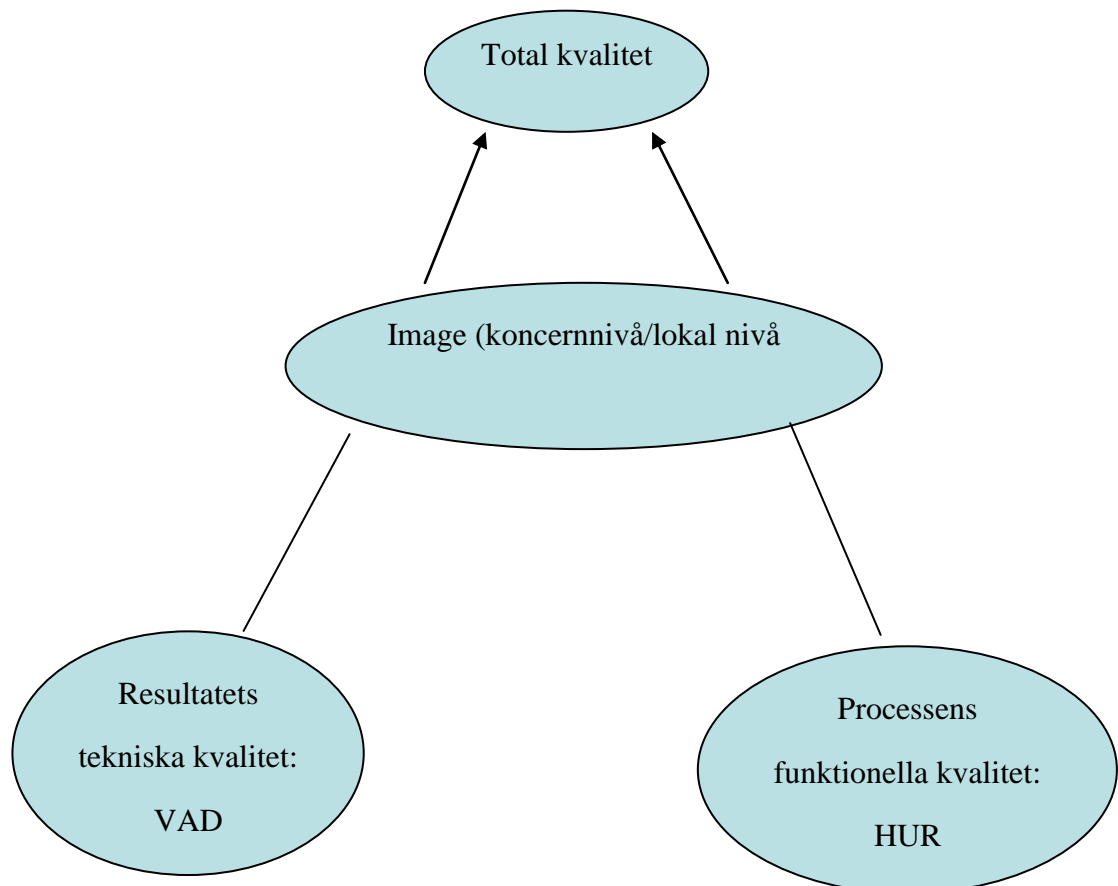 Total kvalitet
Image (koncernnivå/lokal nivå
Resultatets
tekniska kvalitet:
VAD
Processens
funktionella kvalitet:
HUR